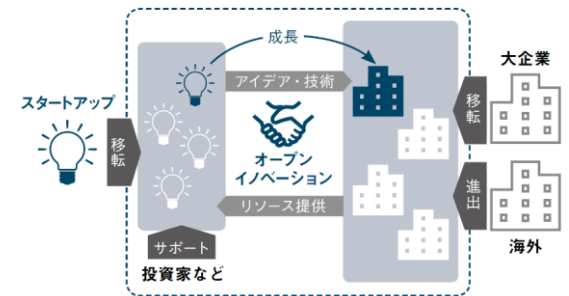 成長
大企業
アイデア・技術
スタートアップ
移転
移転
オープン
イノベーション
進出
リソース提供
サポート
海外
投資家など